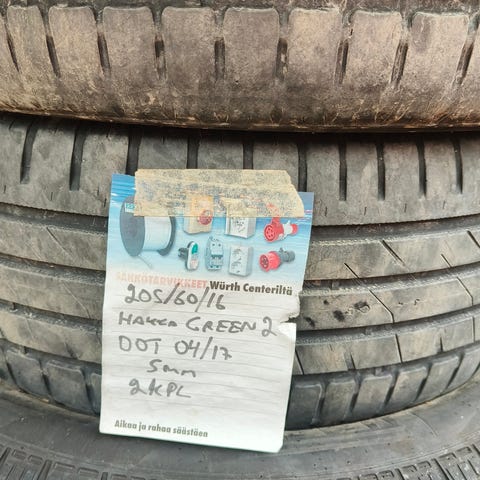 SÄHKÖTARVIKKEET Würth Centeriltä
205/60/16
HAKKA GREEN 2
DOT 04/17
5mm
2KPL
Aikaa ja rahaa säästäen